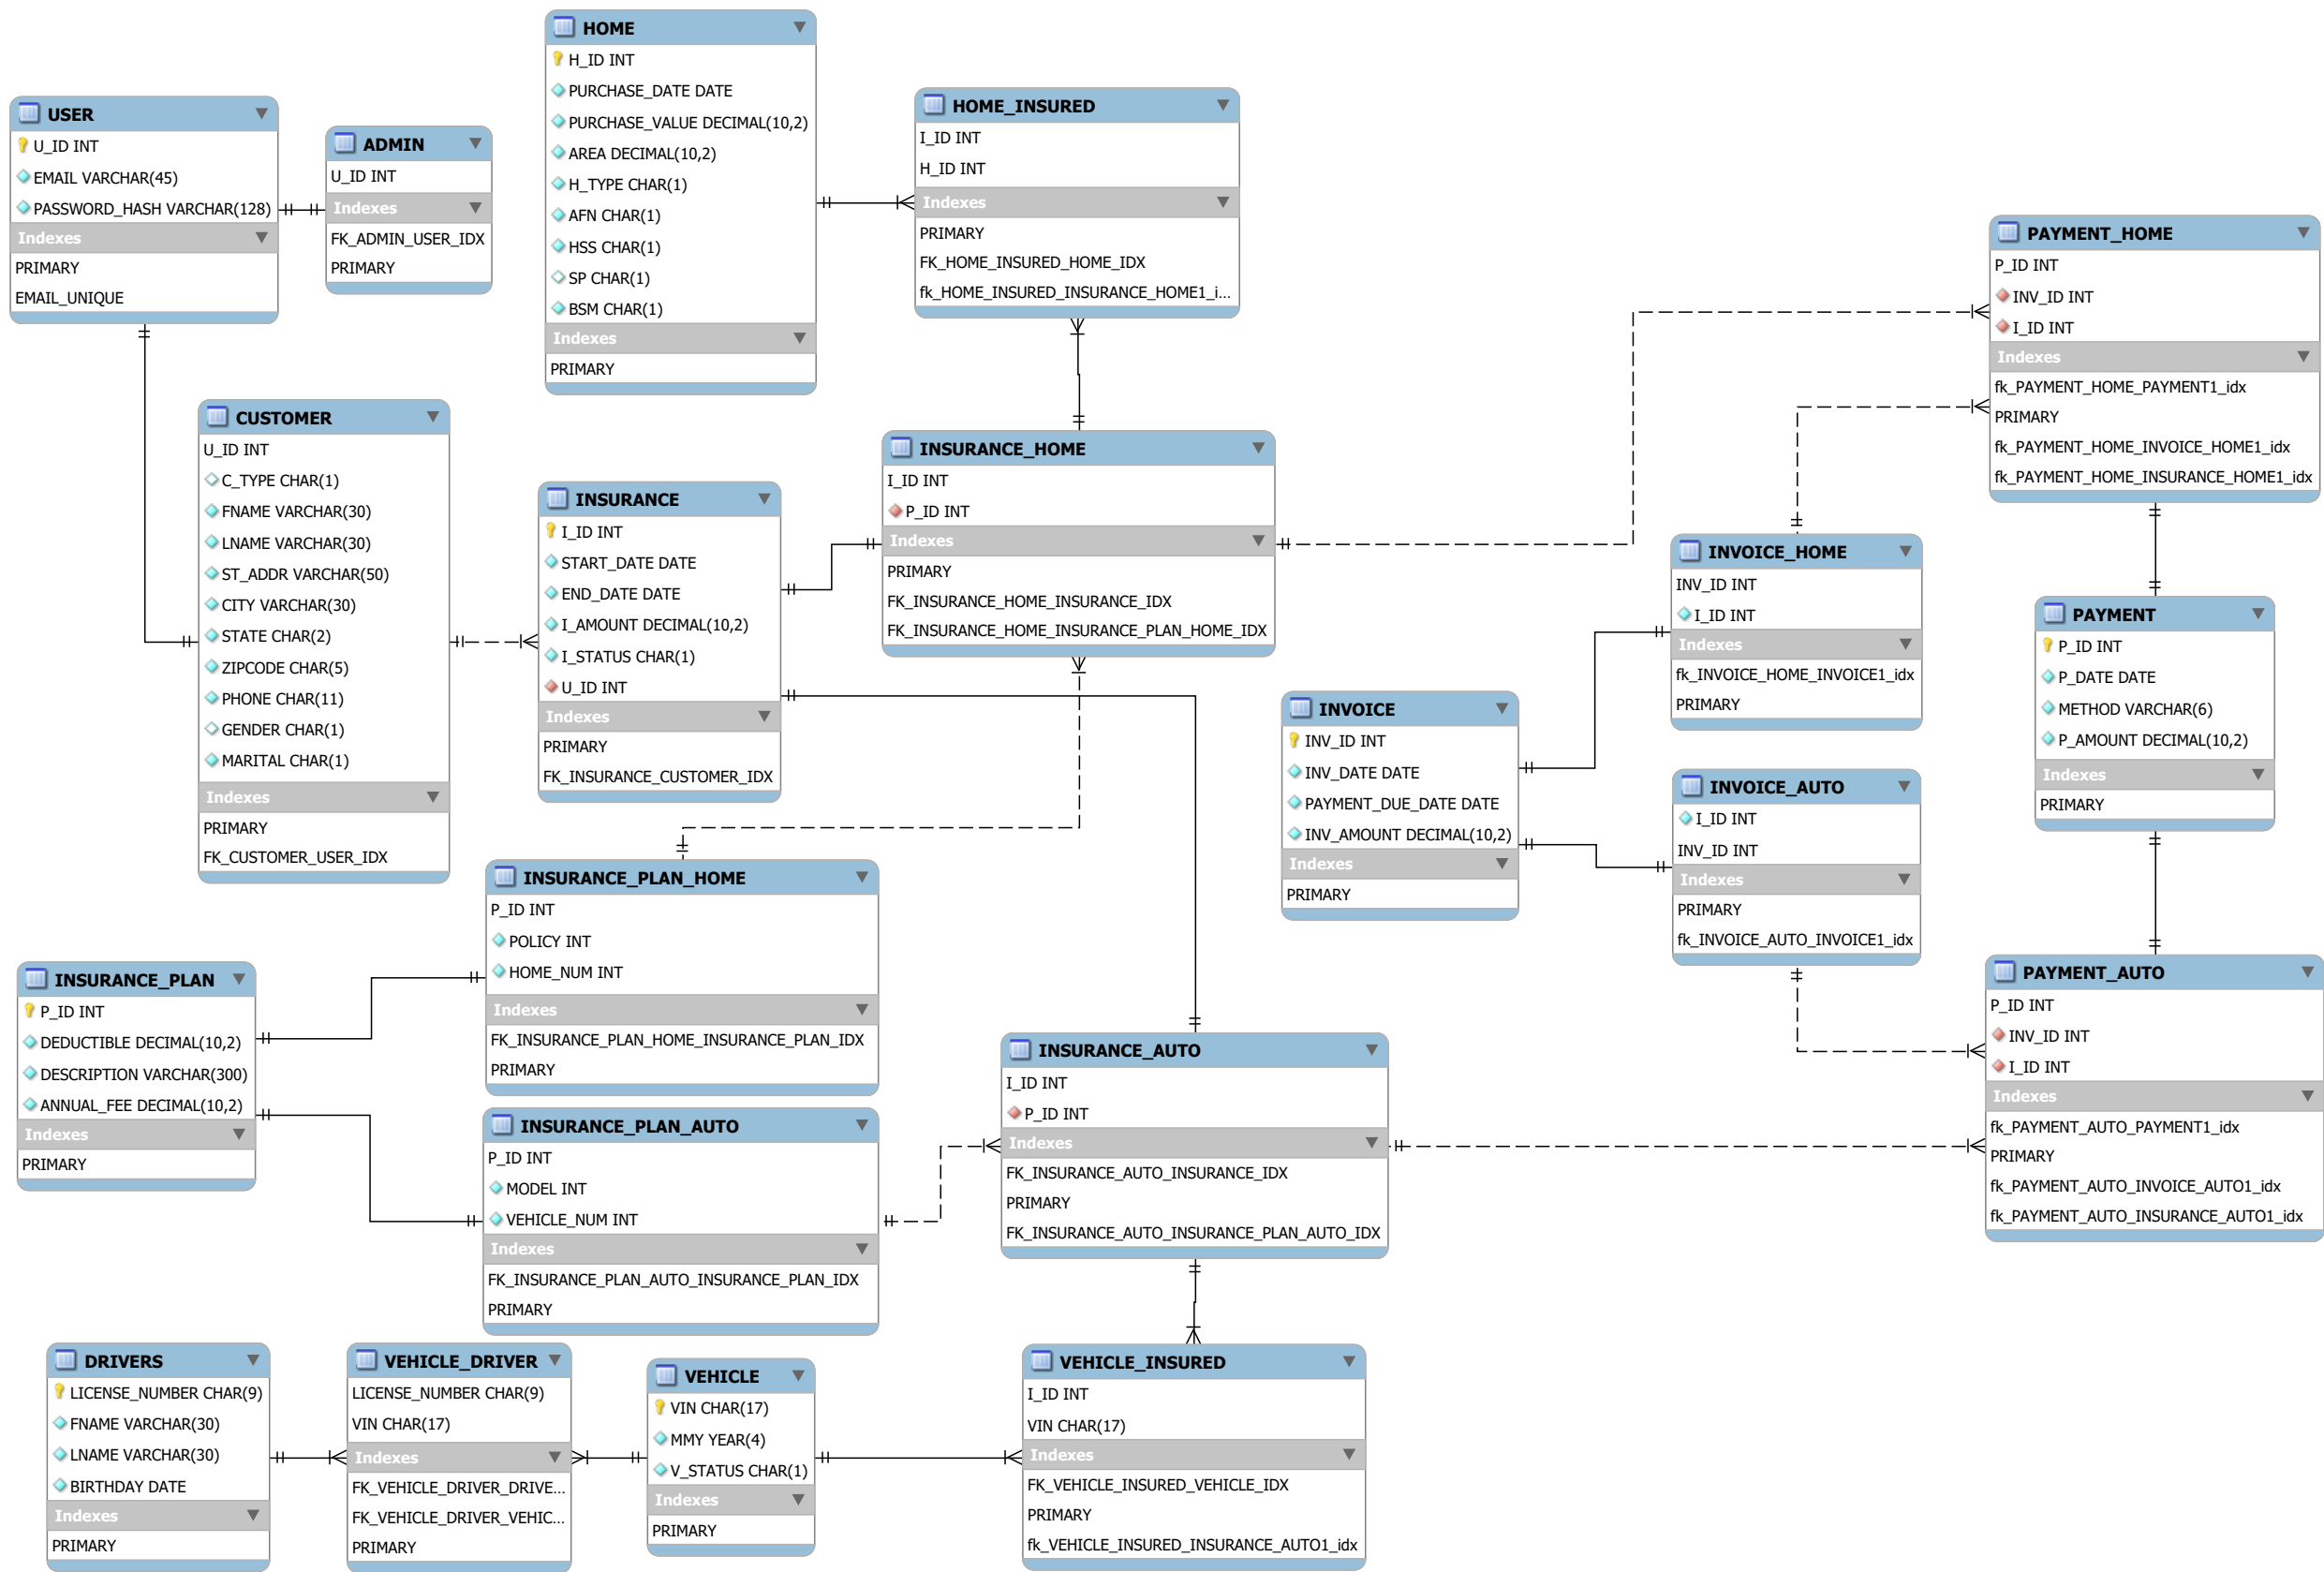 USER
U_ID INT
EMAIL VARCHAR(45)
PASSWORD_HASH VARCHAR(128)
Indexes
PRIMARY
EMAIL_UNIQUE
ADMIN
U_ID INT
Indexes
FK_ADMIN_USER_IDX
PRIMARY
HOME
H_ID INT
PURCHASE_DATE DATE
PURCHASE_VALUE DECIMAL(10,2)
AREA DECIMAL(10,2)
H_TYPE CHAR(1)
AFN CHAR(1)
HSS CHAR(1)
SP CHAR(1)
BSM CHAR(1)
Indexes
PRIMARY
HOME_INSURED
I_ID INT
H_ID INT
Indexes
PRIMARY
FK_HOME_INSURED_HOME_IDX
fk_HOME_INSURED_INSURANCE_HOME1_i...
PAYMENT_HOME
P_ID INT
INV_ID INT
I_ID INT
Indexes
fk_PAYMENT_HOME_PAYMENT1_idx
PRIMARY
fk_PAYMENT_HOME_INVOICE_HOME1_idx
fk_PAYMENT_HOME_INSURANCE_HOME1_idx
CUSTOMER
U_ID INT
C_TYPE CHAR(1)
FNAME VARCHAR(30)
LNAME VARCHAR(30)
ST_ADDR VARCHAR(50)
CITY VARCHAR(30)
STATE CHAR(2)
ZIPCODE CHAR(5)
PHONE CHAR(11)
GENDER CHAR(1)
MARITAL CHAR(1)
Indexes
PRIMARY
FK_CUSTOMER_USER_IDX
INSURANCE
I_ID INT
START_DATE DATE
END_DATE DATE
I_AMOUNT DECIMAL(10,2)
I_STATUS CHAR(1)
U_ID INT
Indexes
PRIMARY
FK_INSURANCE_CUSTOMER_IDX
INSURANCE_HOME
I_ID INT
P_ID INT
Indexes
PRIMARY
FK_INSURANCE_HOME_INSURANCE_IDX
FK_INSURANCE_HOME_INSURANCE_PLAN_HOME_IDX
INVOICE_HOME
INV_ID INT
I_ID INT
Indexes
fk_INVOICE_HOME_INVOICE1_idx
PRIMARY
PAYMENT
P_ID INT
P_DATE DATE
METHOD VARCHAR(6)
P_AMOUNT DECIMAL(10,2)
Indexes
PRIMARY
INVOICE
INV_ID INT
INV_DATE DATE
PAYMENT_DUE_DATE DATE
INV_AMOUNT DECIMAL(10,2)
Indexes
PRIMARY
INVOICE_AUTO
I_ID INT
INV_ID INT
Indexes
PRIMARY
fk_INVOICE_AUTO_INVOICE1_idx
INSURANCE_PLAN_HOME
P_ID INT
POLICY INT
HOME_NUM INT
Indexes
FK_INSURANCE_PLAN_HOME_INSURANCE_PLAN_IDX
PRIMARY
INSURANCE_PLAN
P_ID INT
DEDUCTIBLE DECIMAL(10,2)
DESCRIPTION VARCHAR(300)
ANNUAL_FEE DECIMAL(10,2)
Indexes
PRIMARY
INSURANCE_PLAN_AUTO
P_ID INT
MODEL INT
VEHICLE_NUM INT
Indexes
FK_INSURANCE_PLAN_AUTO_INSURANCE_PLAN_IDX
PRIMARY
INSURANCE_AUTO
I_ID INT
P_ID INT
Indexes
FK_INSURANCE_AUTO_INSURANCE_IDX
PRIMARY
FK_INSURANCE_AUTO_INSURANCE_PLAN_AUTO_IDX
PAYMENT_AUTO
P_ID INT
INV_ID INT
I_ID INT
Indexes
fk_PAYMENT_AUTO_PAYMENT1_idx
PRIMARY
fk_PAYMENT_AUTO_INVOICE_AUTO1_idx
fk_PAYMENT_AUTO_INSURANCE_AUTO1_idx
DRIVERS
LICENSE_NUMBER CHAR(9)
FNAME VARCHAR(30)
LNAME VARCHAR(30)
BIRTHDAY DATE
Indexes
PRIMARY
VEHICLE_DRIVER
LICENSE_NUMBER CHAR(9)
VIN CHAR(17)
Indexes
FK_VEHICLE_DRIVER_DRIVE...
FK_VEHICLE_DRIVER_VEHIC...
PRIMARY
VEHICLE
VIN CHAR(17)
MMY YEAR(4)
V_STATUS CHAR(1)
Indexes
PRIMARY
VEHICLE_INSURED
I_ID INT
VIN CHAR(17)
Indexes
FK_VEHICLE_INSURED_VEHICLE_IDX
PRIMARY
fk_VEHICLE_INSURED_INSURANCE_AUTO1_idx